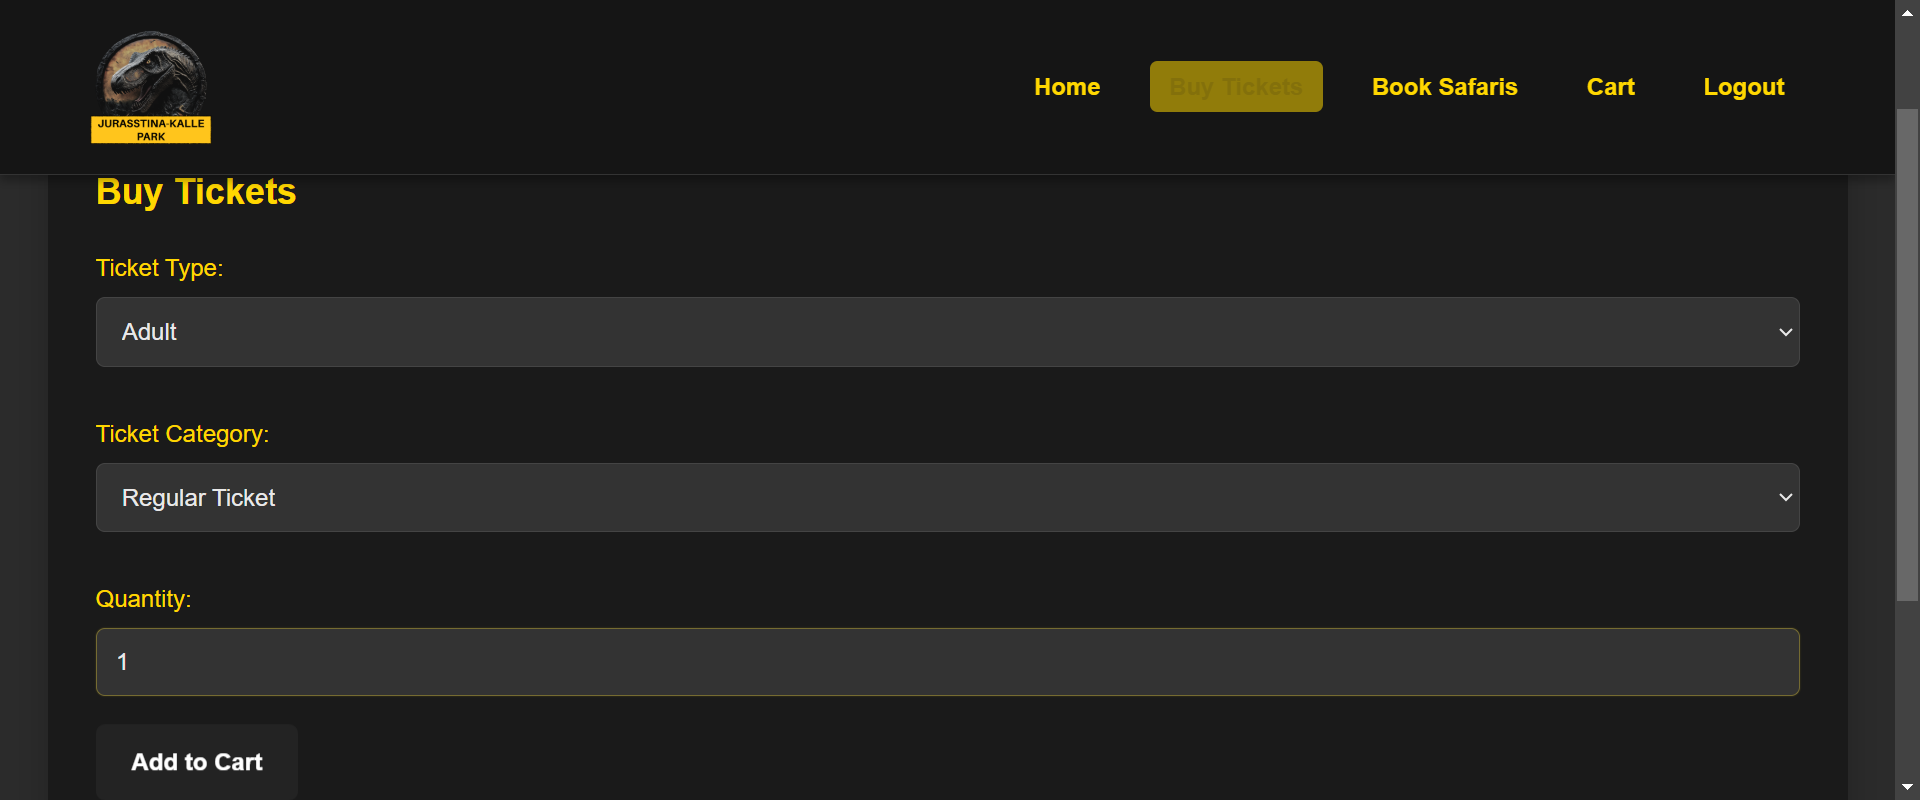 JURASSTINA-KALLE
PARK
Home
Buy Tickets
Book Safaris
Cart
Logout
Buy Tickets
Ticket Type:
Adult
Ticket Category:
Regular Ticket
Quantity:
1
Add to Cart